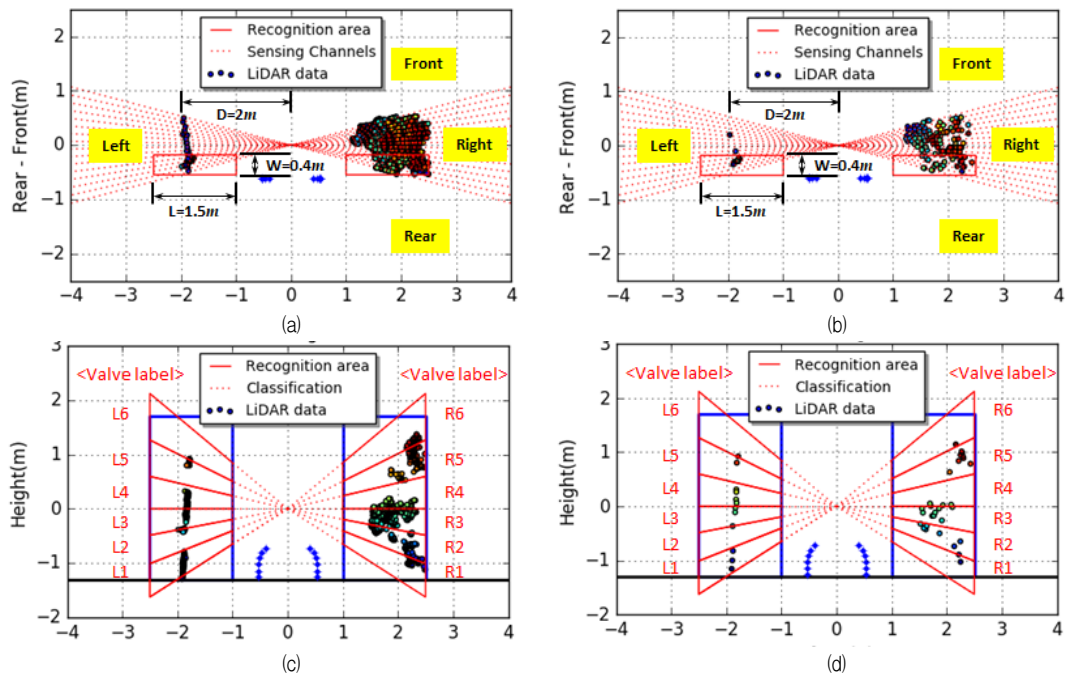 Recognition area
Sensing Channels
LiDAR data
Front
Left
Right
Rear
D=2m
W=0.4m
L=1.5m
Rear - Front(m)
2
1
0
−1
−2
−4 −3 −2 −1 0 1 2 3 4
(a)
Recognition area
Sensing Channels
LiDAR data
Front
Left
Right
Rear
D=2m
W=0.4m
L=1.5m
Rear - Front(m)
2
1
0
−1
−2
−4 −3 −2 −1 0 1 2 3 4
(b)
Recognition area
Classification
LiDAR data
<Valve label> <Valve label>
L6 R6
L5 R5
L4 R4
L3 R3
L2 R2
L1 R1
Height(m)
3
2
1
0
−1
−2
−4 −3 −2 −1 0 1 2 3 4
(c)
Recognition area
Classification
LiDAR data
<Valve label> <Valve label>
L6 R6
L5 R5
L4 R4
L3 R3
L2 R2
L1 R1
Height(m)
3
2
1
0
−1
−2
−4 −3 −2 −1 0 1 2 3 4
(d)